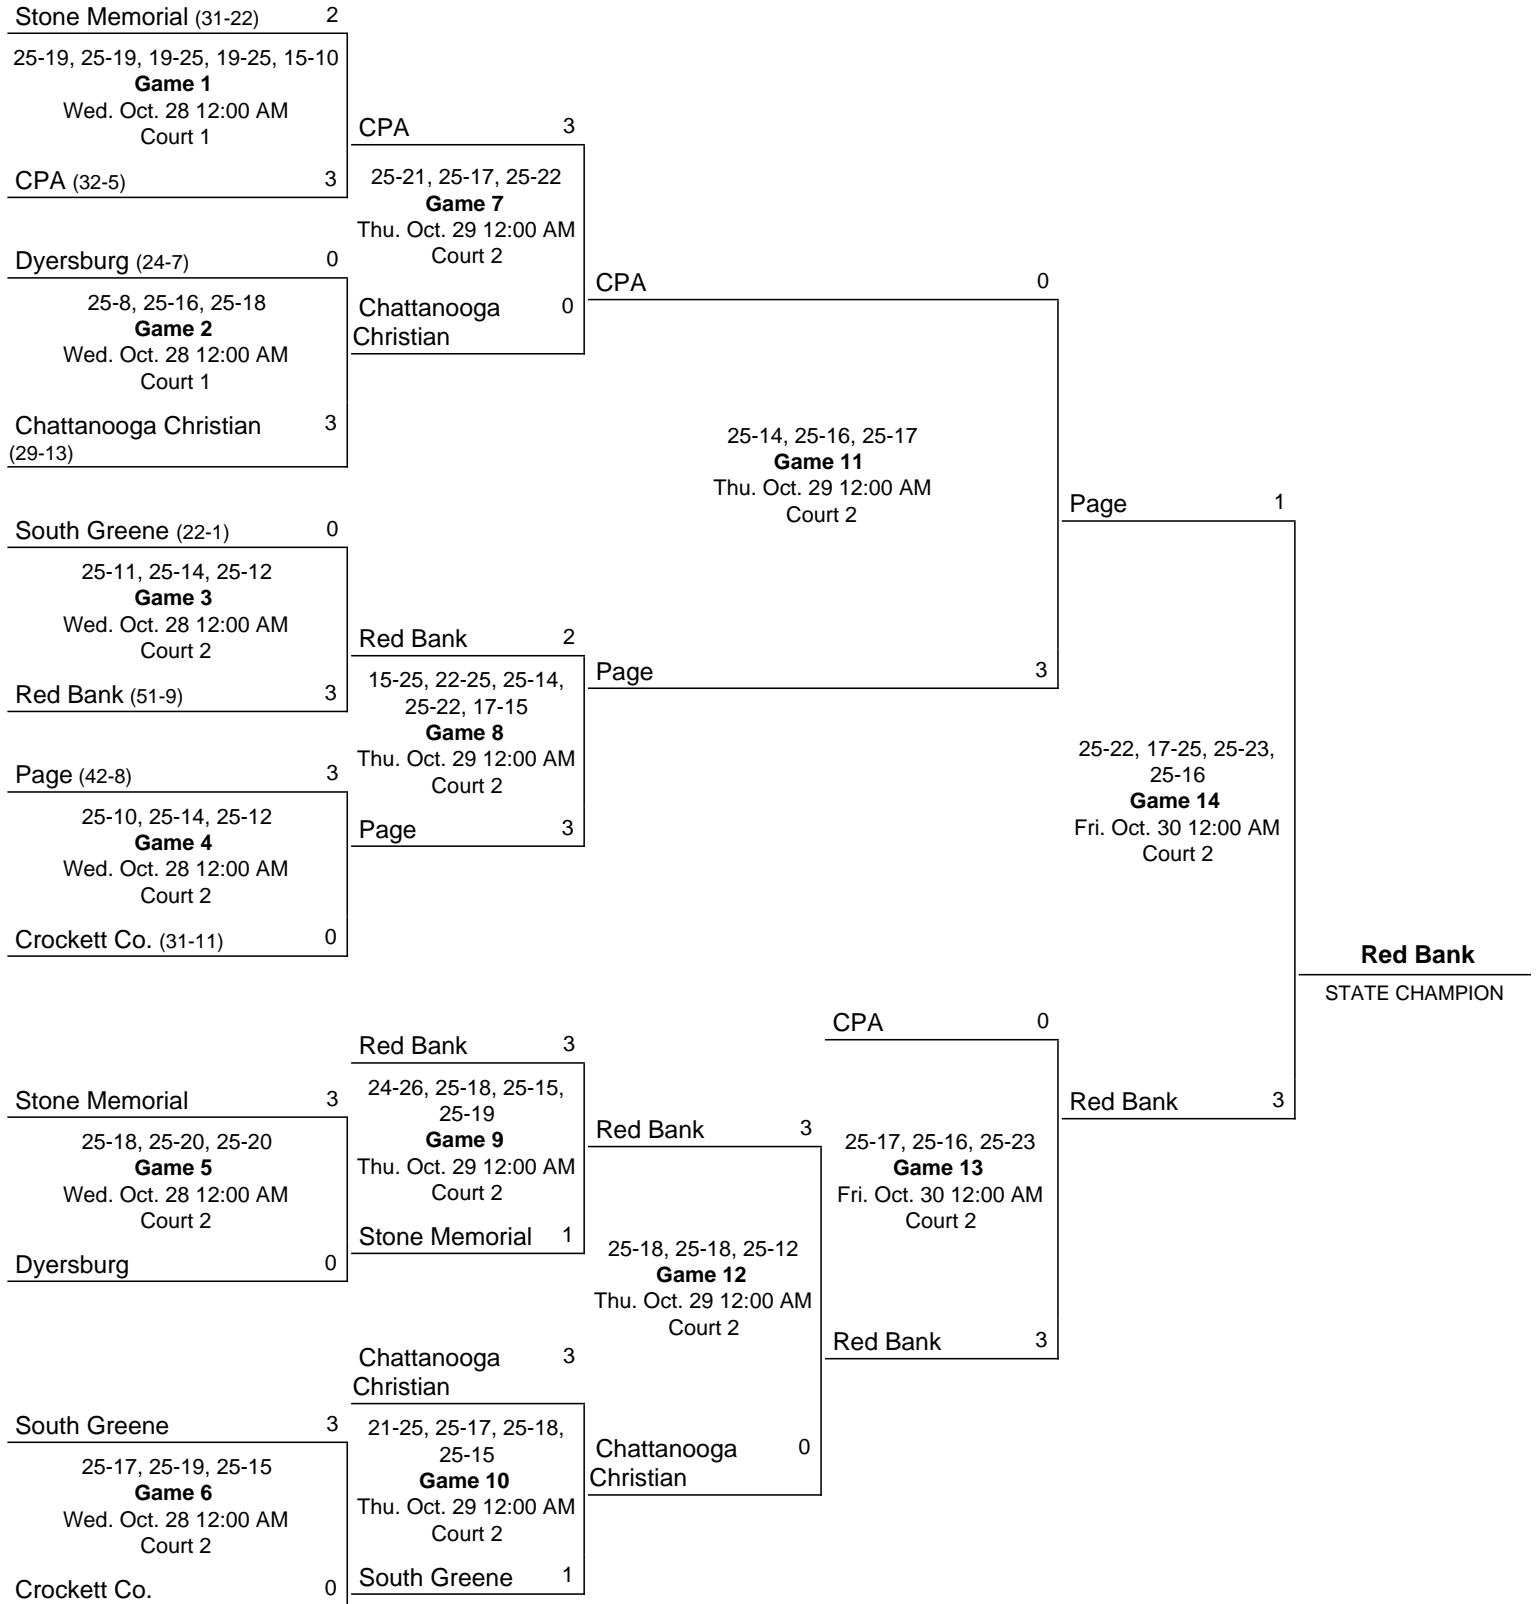 Stone Memorial (31-22) 2
25-19, 25-19, 19-25, 19-25, 15-10
Game 1
Wed. Oct. 28 12:00 AM
Court 1
CPA (32-5) 3
Dyersburg (24-7) 0
25-8, 25-16, 25-18
Game 2
Wed. Oct. 28 12:00 AM
Court 1
Chattanooga Christian 3
(29-13)
South Greene (22-1) 0
25-11, 25-14, 25-12
Game 3
Wed. Oct. 28 12:00 AM
Court 2
Red Bank (51-9) 3
Page (42-8) 3
25-10, 25-14, 25-12
Game 4
Wed. Oct. 28 12:00 AM
Court 2
Crockett Co. (31-11) 0
Stone Memorial 3
25-18, 25-20, 25-20
Game 5
Wed. Oct. 28 12:00 AM
Court 2
Dyersburg 0
South Greene 3
25-17, 25-19, 25-15
Game 6
Wed. Oct. 28 12:00 AM
Court 2
Crockett Co. 0
CPA 3
25-21, 25-17, 25-22
Game 7
Thu. Oct. 29 12:00 AM
Court 2
Chattanooga 0
Christian
Red Bank 2
15-25, 22-25, 25-14,
25-22, 17-15
Game 8
Thu. Oct. 29 12:00 AM
Court 2
Page 3
Red Bank 3
24-26, 25-18, 25-15,
25-19
Game 9
Thu. Oct. 29 12:00 AM
Court 2
Stone Memorial 1
Chattanooga 3
Christian
21-25, 25-17, 25-18,
25-15
Game 10
Thu. Oct. 29 12:00 AM
Court 2
South Greene 1
CPA 0
25-14, 25-16, 25-17
Game 11
Thu. Oct. 29 12:00 AM
Court 2
Page 3
Red Bank 3
25-18, 25-18, 25-12
Game 12
Thu. Oct. 29 12:00 AM
Court 2
Chattanooga 0
Christian
CPA 0
25-17, 25-16, 25-23
Game 13
Fri. Oct. 30 12:00 AM
Court 2
Red Bank 3
Page 1
25-22, 17-25, 25-23,
25-16
Game 14
Fri. Oct. 30 12:00 AM
Court 2
Red Bank 3
Red Bank
STATE CHAMPION